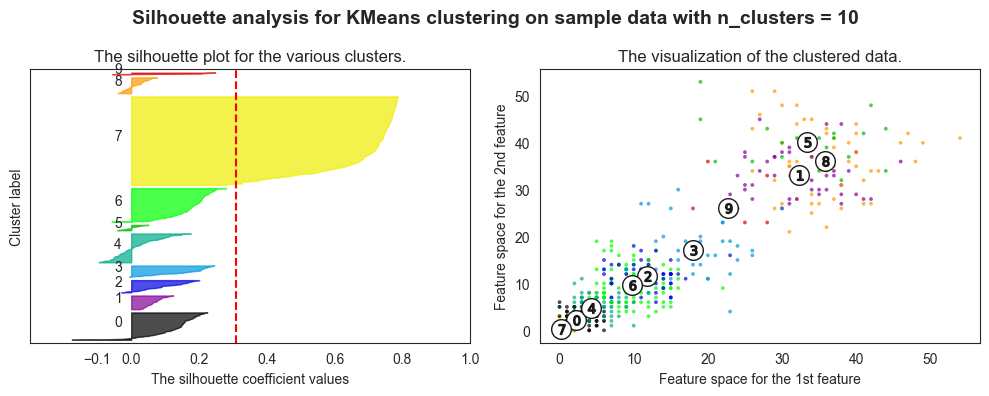 Silhouette analysis for KMeans clustering on sample data with n_clusters = 10
The silhouette plot for the various clusters.
Cluster label
9
8
7
6
5
4
3
2
1
0
−0.1 0.0 0.2 0.4 0.6 0.8 1.0
The silhouette coefficient values
The visualization of the clustered data.
Feature space for the 2nd feature
50
40
30
20
10
0
5
8
1
9
3
2
6
4
0
7
0 10 20 30 40 50
Feature space for the 1st feature